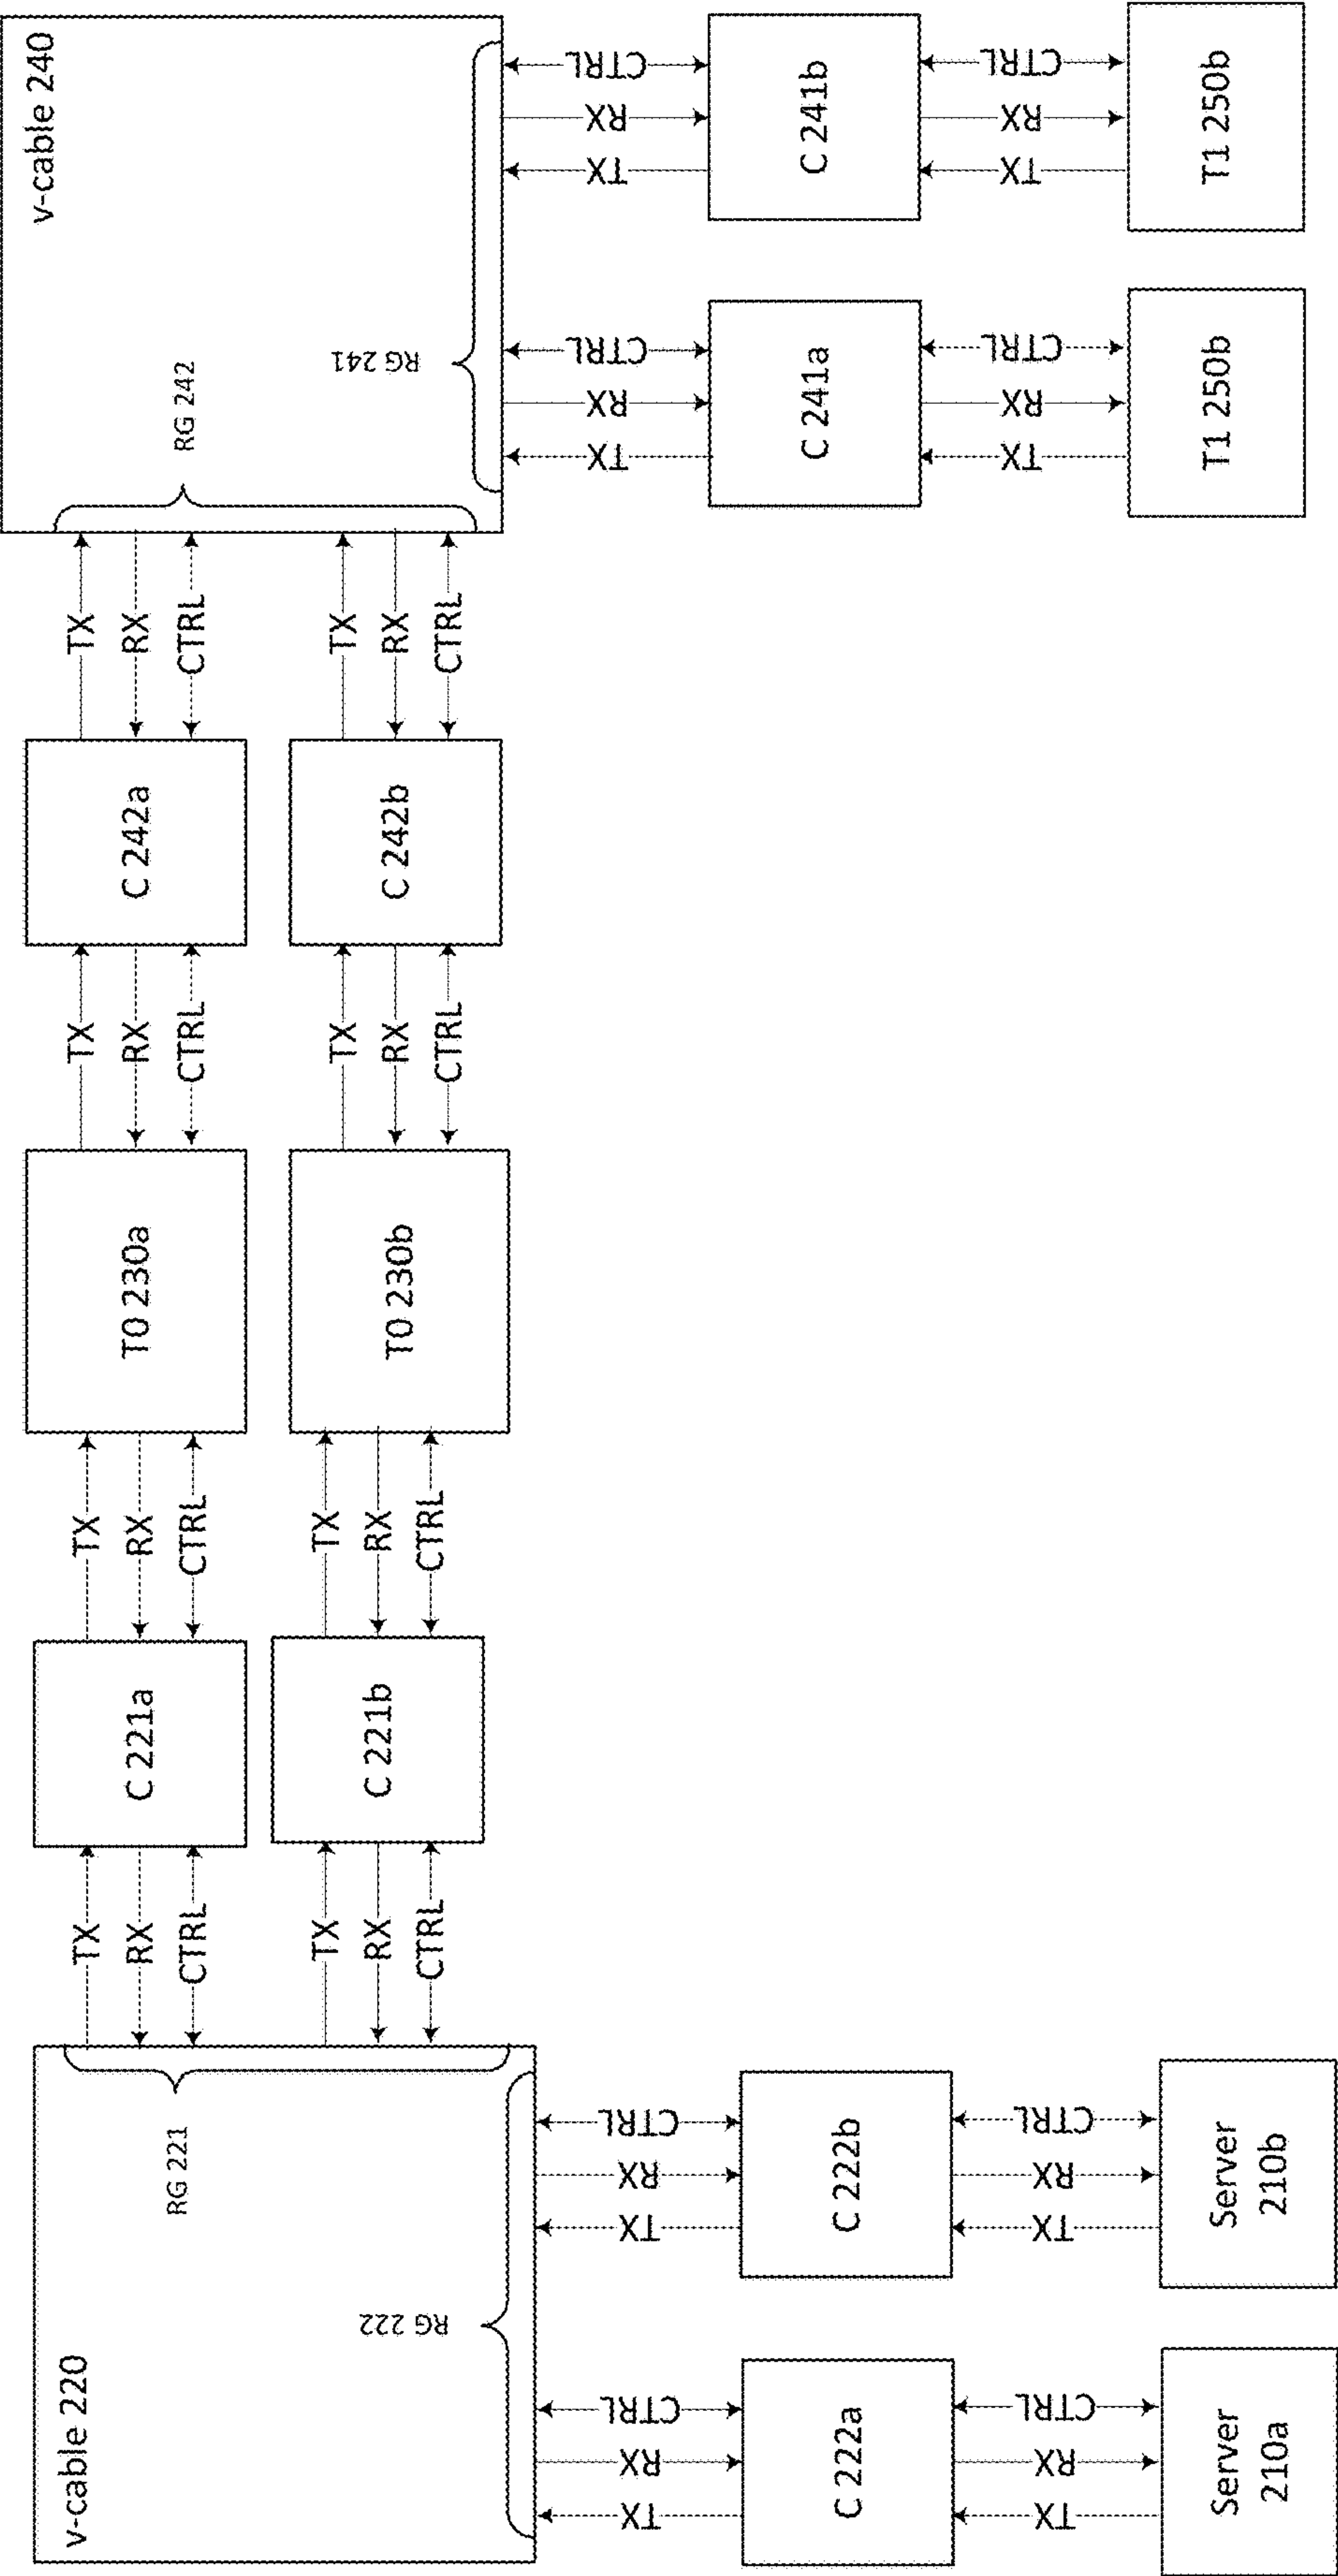 v-cable 240
RG 242
RG 241
CTRL
RX
TX
C 241b
CTRL
RX
TX
T1 250b
CTRL
RX
TX
C 241a
CTRL
RX
TX
T1 250b
TX
RX
CTRL
C 242a
TX
RX
CTRL
T0 230a
TX
RX
CTRL
C 221a
TX
RX
CTRL
TX
RX
CTRL
C 242b
TX
RX
CTRL
T0 230b
TX
RX
CTRL
C 221b
TX
RX
CTRL
v-cable 220
RG 221
RG 222
CTRL
RX
TX
C 222b
CTRL
RX
TX
Server
210b
CTRL
RX
TX
C 222a
CTRL
RX
TX
Server
210a